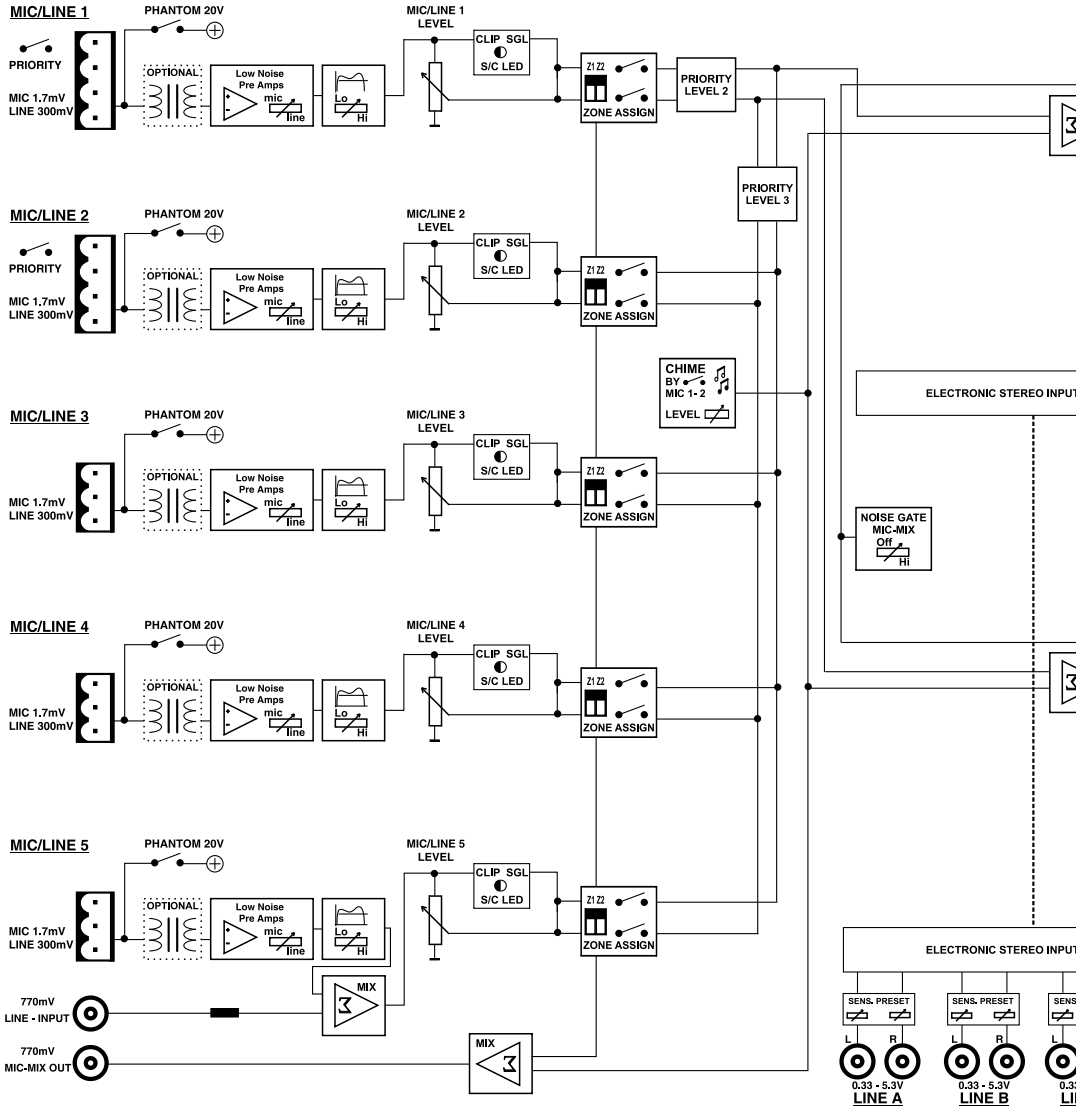 MIC/LINE 1
PHANTOM 20V
MIC/LINE 1
LEVEL
PRIORITY
MIC 1.7mV
LINE 300mV
OPTIONAL
Low Noise
Pre Amps
mic
line
Lo
Hi
CLIP SGL
S/C LED
Z1 Z2
ZONE ASSIGN
PRIORITY
LEVEL 2
Σ
PRIORITY
LEVEL 3
MIC/LINE 2
PHANTOM 20V
MIC/LINE 2
LEVEL
PRIORITY
MIC 1.7mV
LINE 300mV
OPTIONAL
Low Noise
Pre Amps
mic
line
Lo
Hi
CLIP SGL
S/C LED
Z1 Z2
ZONE ASSIGN
CHIME
BY
MIC 1- 2
LEVEL
ELECTRONIC STEREO INPUT
MIC/LINE 3
PHANTOM 20V
MIC/LINE 3
LEVEL
MIC 1.7mV
LINE 300mV
OPTIONAL
Low Noise
Pre Amps
mic
line
Lo
Hi
CLIP SGL
S/C LED
Z1 Z2
ZONE ASSIGN
NOISE GATE
MIC-MIX
Off
Hi
MIC/LINE 4
PHANTOM 20V
MIC/LINE 4
LEVEL
MIC 1.7mV
LINE 300mV
OPTIONAL
Low Noise
Pre Amps
mic
line
Lo
Hi
CLIP SGL
S/C LED
Z1 Z2
ZONE ASSIGN
Σ
MIC/LINE 5
PHANTOM 20V
MIC/LINE 5
LEVEL
MIC 1.7mV
LINE 300mV
OPTIONAL
Low Noise
Pre Amps
mic
line
Lo
Hi
CLIP SGL
S/C LED
Z1 Z2
ZONE ASSIGN
ELECTRONIC STEREO INPUT
770mV
LINE - INPUT
MIX
Σ
770mV
MIC-MIX OUT
MIX
Σ
SENS. PRESET
L R
0.33 - 5.3V
LINE A
SENS. PRESET
L R
0.33 - 5.3V
LINE B
SENS
L
0.33
LI